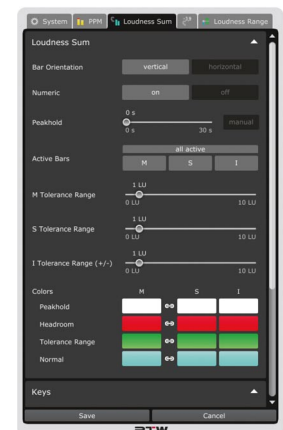 System PPM Loudness Sum Loudness Range
Loudness Sum
Bar Orientation vertical horizontal
Numeric on off
0 s
Peakhold manual
0 s 30 s
all active
Active Bars M S I
1 LU
M Tolerance Range
0 LU 10 LU
1 LU
S Tolerance Range
0 LU 10 LU
1 LU
I Tolerance Range (+/-)
0 LU 10 LU
Colors M S I
Peakhold
Headroom
Tolerance Range
Normal
Keys
Save Cancel
RTW